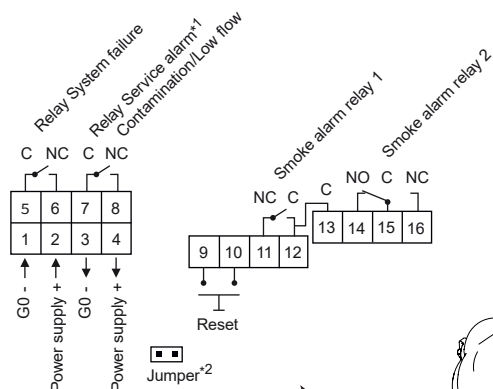 Relay System failure
Relay Service alarm*1
Contamination/Low flow
Smoke alarm relay 1
Smoke alarm relay 2
C NC C NC
NC C C NO C NC
5 6 7 8
1 2 3 4
9 10 11 12
13 14 15 16
G0 -
Power supply +
G0 -
Power supply +
Reset
Jumper*2